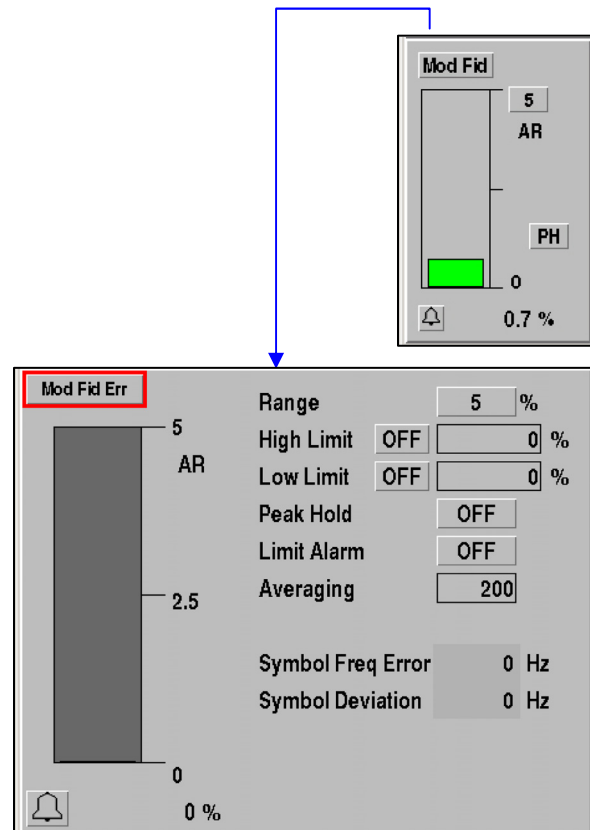 Mod Fid
5
AR
PH
0
0.7 %
Mod Fid Err
5
AR
2.5
0
0 %
Range 5 %
High Limit OFF 0 %
Low Limit OFF 0 %
Peak Hold OFF
Limit Alarm OFF
Averaging 200
Symbol Freq Error 0 Hz
Symbol Deviation 0 Hz